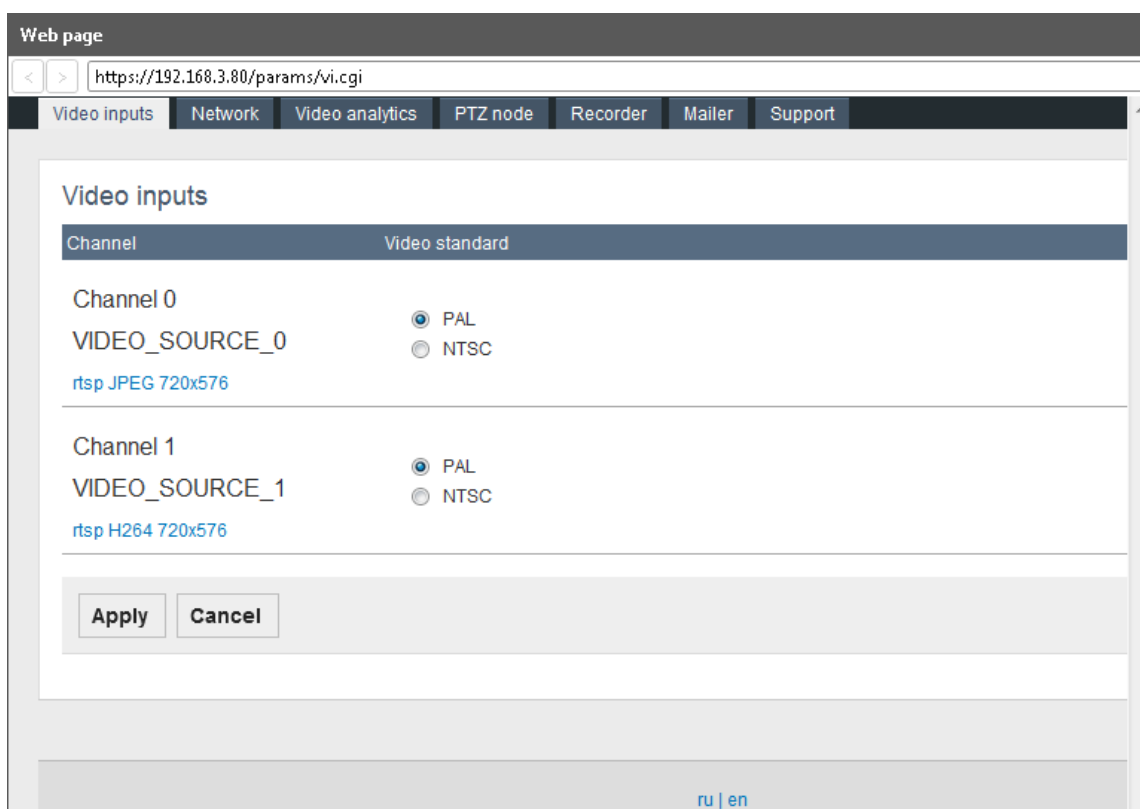 Web page
< > https://192.168.3.80/params/vi.cgi
Video inputs Network Video analytics PTZ node Recorder Mailer Support
Video inputs
Channel Video standard
Channel 0
PAL
VIDEO_SOURCE_0
NTSC
rtsp JPEG 720x576
Channel 1
PAL
VIDEO_SOURCE_1
NTSC
rtsp H264 720x576
Apply Cancel
ru | en